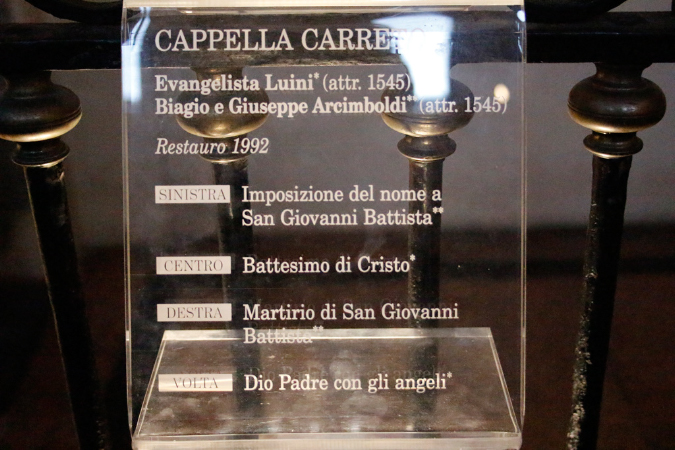 CAPPELLA
Evangelista Luini* (attr. 1545)
Biagio e Giuseppe Arcimboldi** (attr. 1545)
Restauro 1992
SINISTRA Imposizione del nome a
San Giovanni Battista**
CENTRO Battesimo di Cristo*
DESTRA Martirio di San Giovanni
Battista**
VOLTA Dio Padre con gli angeli*